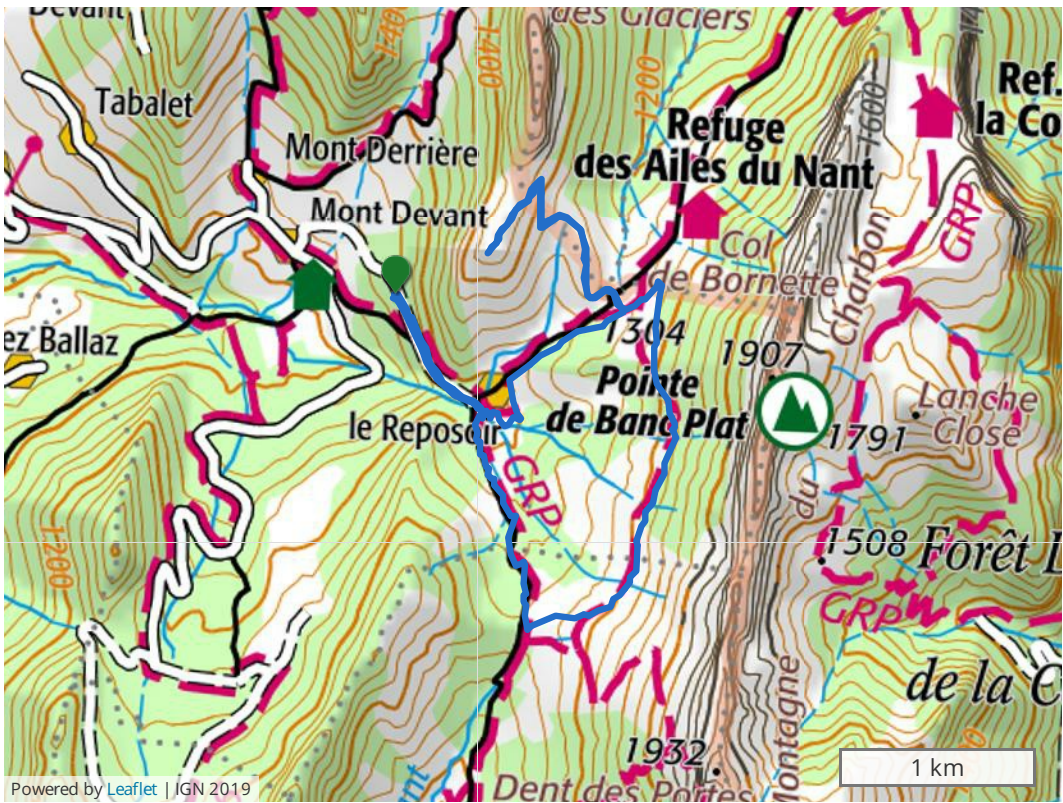 Devant
des Glaciers
1400
1400
1200
Tabalet
Refuge
des Ailés du Nant
Ref.
la Co
1600
Mont Derrière
Mont Devant
GRP
Col
de Bornette
Charbon
ez Ballaz
1304
1907
Pointe
de Banc Plat
Lanche
Close
le Reposoir
1791
GRP
du
1200
1508
Forêt D
GRP
de la C
Montagne
1932
Dent des Portes
1 km
Powered by Leaflet | IGN 2019